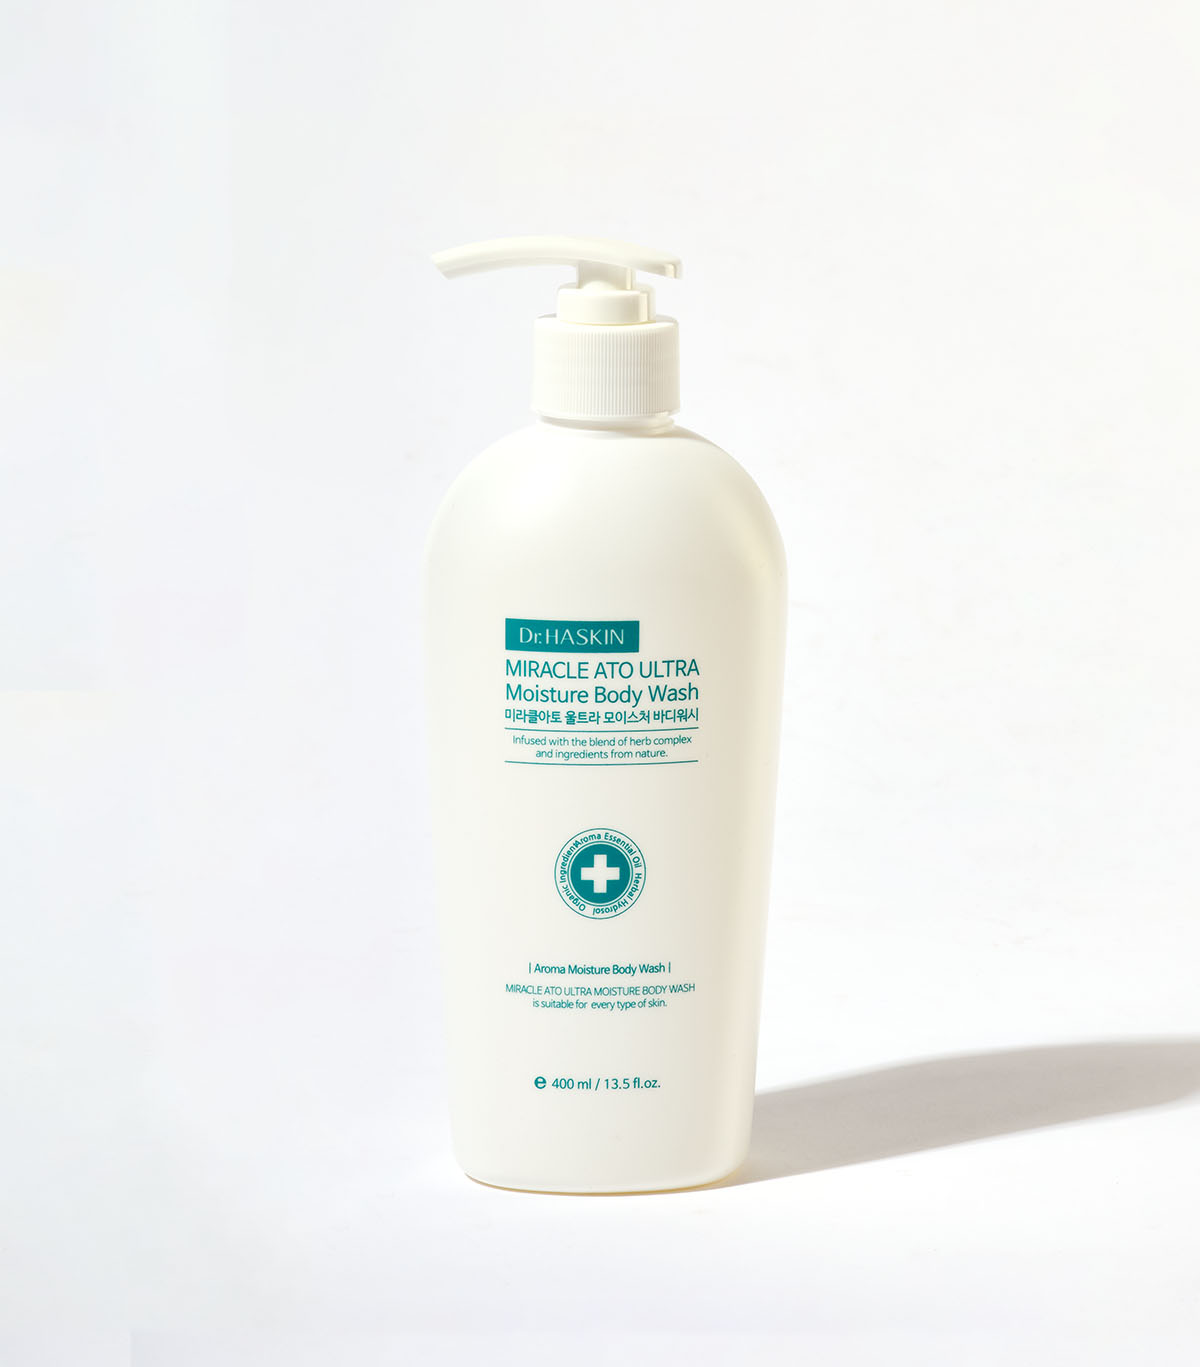 Dr.HASKIN
MIRACLE ATO ULTRA
Moisture Body Wash
미라클아토 울트라 모이스처 바디워시
Infused with the blend of herb complex
and ingredients from nature.
Aroma Essential Oil Herbal Hydrosol Organic Ingredient
| Aroma Moisture Body Wash |
MIRACLE ATO ULTRA MOISTURE BODY WASH
is suitable for every type of skin.
℮ 400 ml / 13.5 fl.oz.